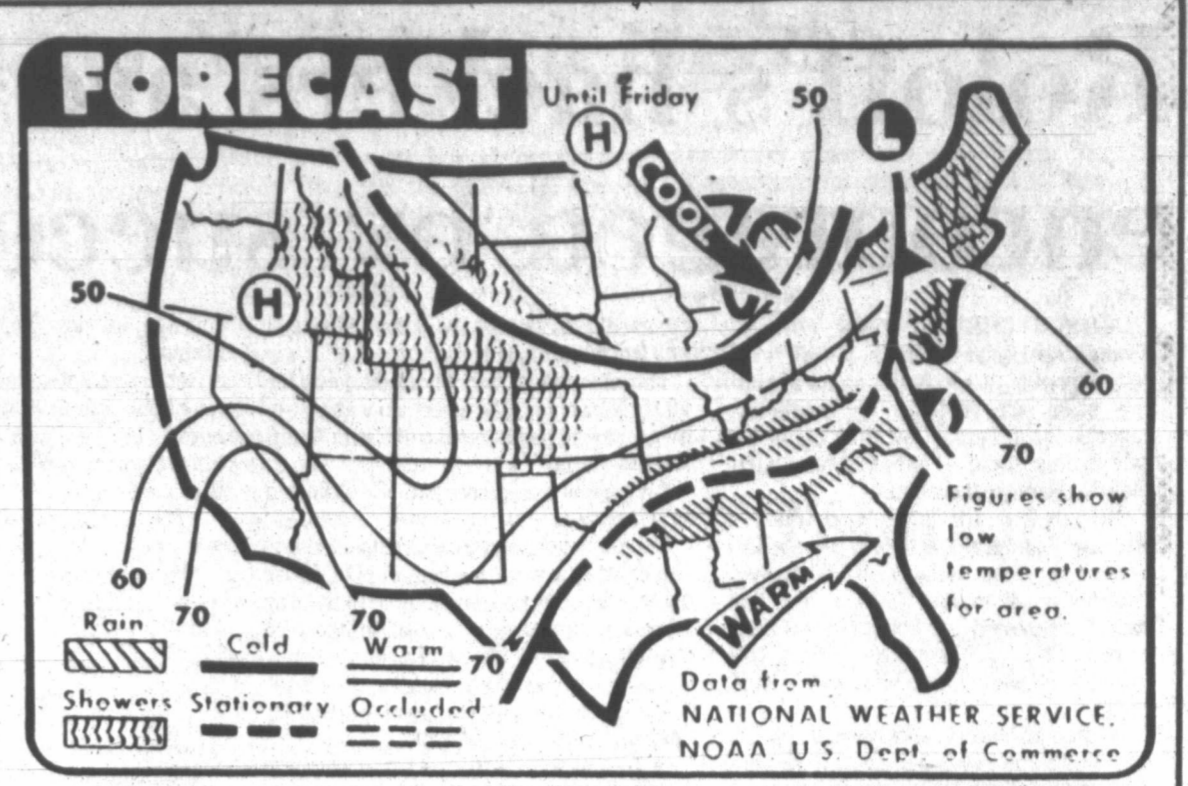 FORECAST
Until Friday
50
H
L
COOL
50
H
60
70
Figures show
low
temperatures
for area.
60
70
70
70
WARM
Rain
Cold
Warm
Showers
Stationary
Occluded
Data from
NATIONAL WEATHER SERVICE,
NOAA, U.S. Dept. of Commerce